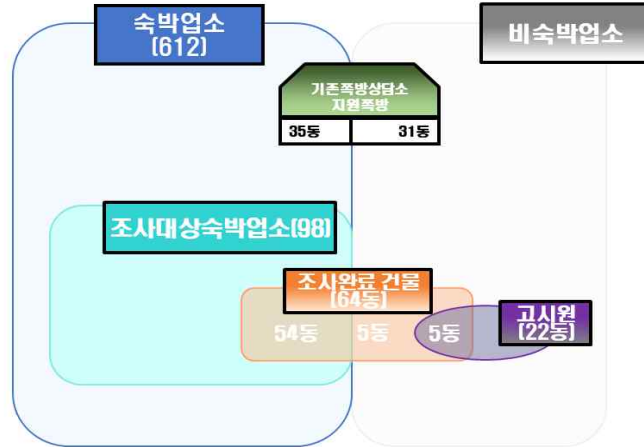 숙박업소
(612)
비숙박업소
기존쪽방상담소
지원쪽방
35동 31동
조사대상숙박업소(98)
조시완료 건물
(64동)
고시원
(22동)
54동 5동 5동